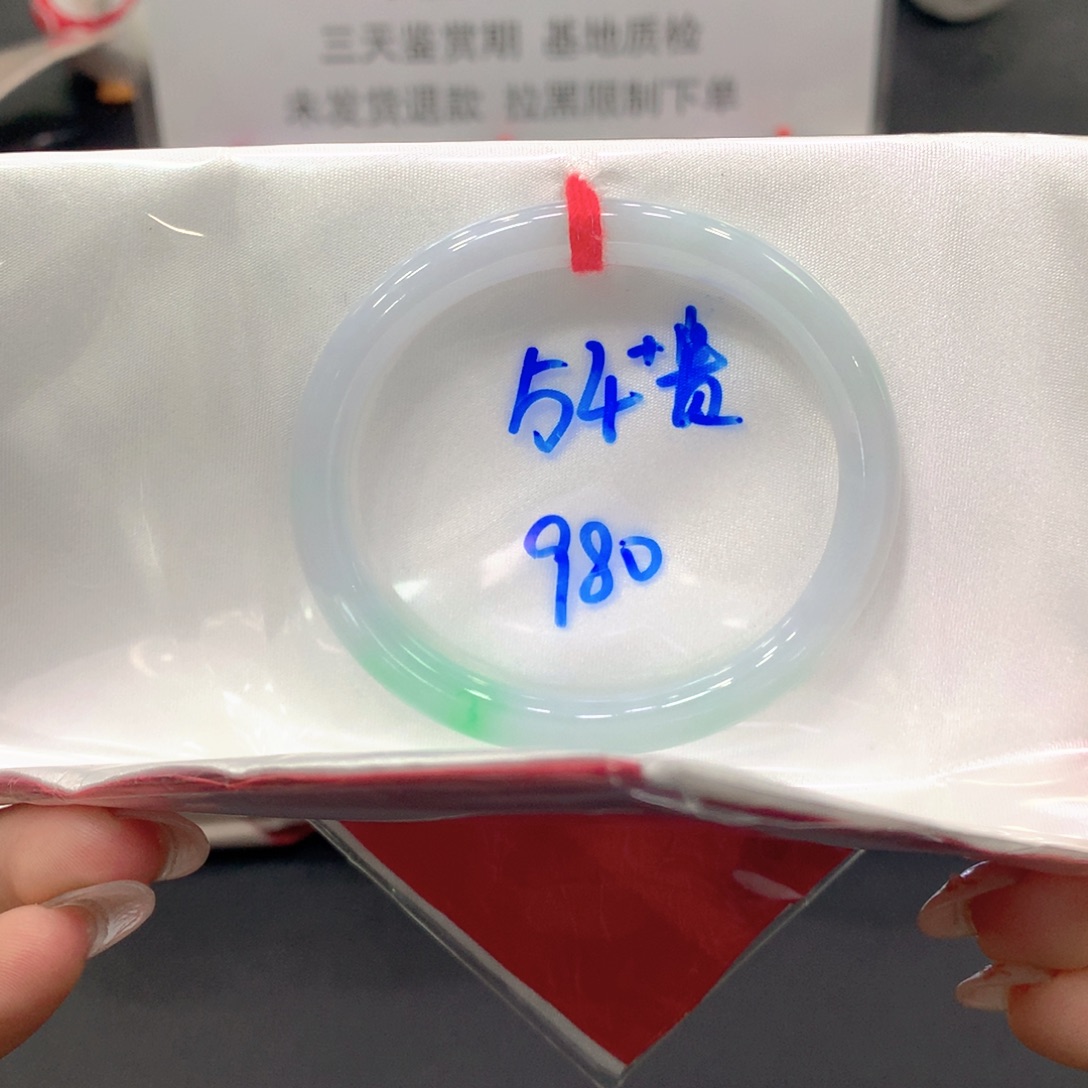 三天鉴赏期 基地质检
未发货退款 拉黑限制下单
54+贵
980